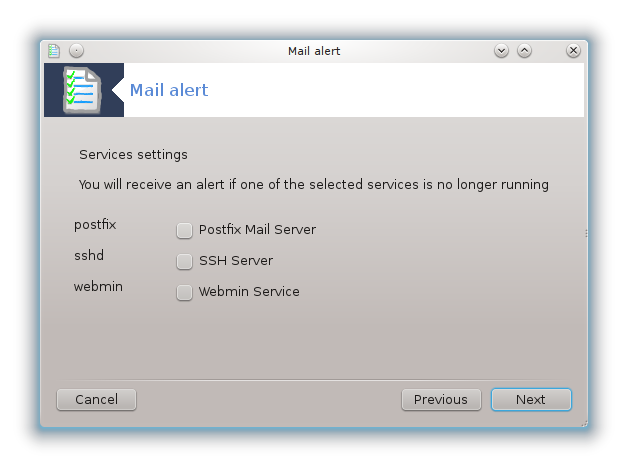 Mail alert
Mail alert
Services settings
You will receive an alert if one of the selected services is no longer running
postfix Postfix Mail Server
sshd SSH Server
webmin Webmin Service
Cancel Previous Next